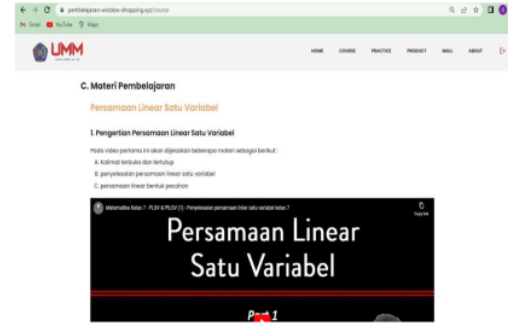 pembelajaran-window-shopping.app/course
Gmail YouTube Maps
UMM
HOME COURSE PRACTICE PRODUCT MALL ABOUT
C. Materi Pembelajaran
Persamaan Linear Satu Variabel
1. Pengertian Persamaan Linear Satu Variabel
Pada video pertama ini akan dijelaskan beberapa materi sebagai berikut :
A. Kalimat terbuka dan tertutup
B. penyelesaian persamaan linear satu variabel
C. persamaan linear bentuk pecahan
Matematika Kelas 7 - PLSV & PtLSV (1) - Penyelesaian persamaan linier satu variabel kelas 7
Copy link
Persamaan Linear
Satu Variabel
Part 1